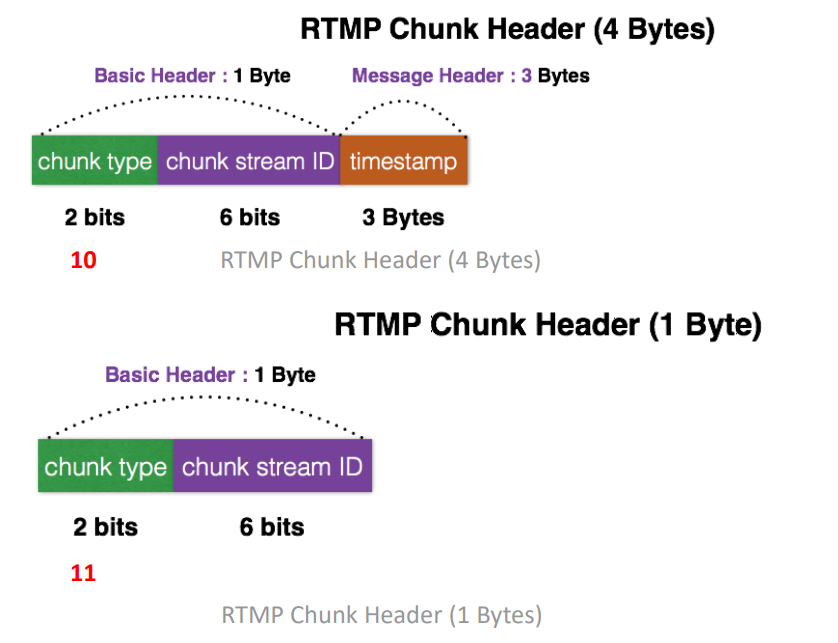 RTMP Chunk Header (4 Bytes)
Basic Header : 1 Byte Message Header : 3 Bytes
chunk type chunk stream ID timestamp
2 bits 6 bits 3 Bytes
10 RTMP Chunk Header (4 Bytes)
RTMP Chunk Header (1 Byte)
Basic Header : 1 Byte
chunk type chunk stream ID
2 bits 6 bits
11
RTMP Chunk Header (1 Bytes)